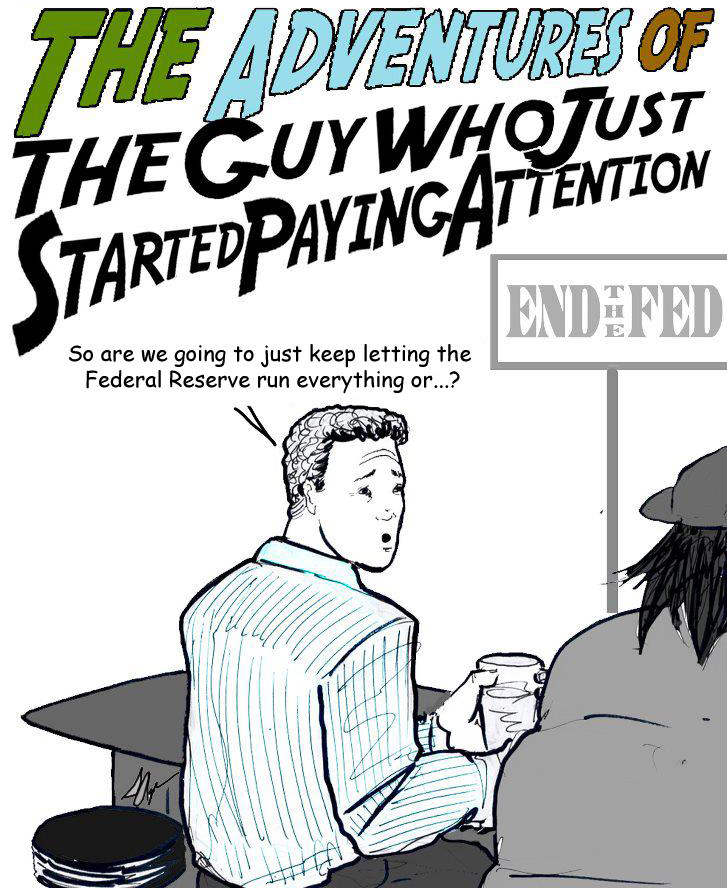 THE ADVENTURES OF
THE GUY WHO JUST
STARTED PAYING ATTENTION
END THE FED
So are we going to just keep letting the
Federal Reserve run everything or...?